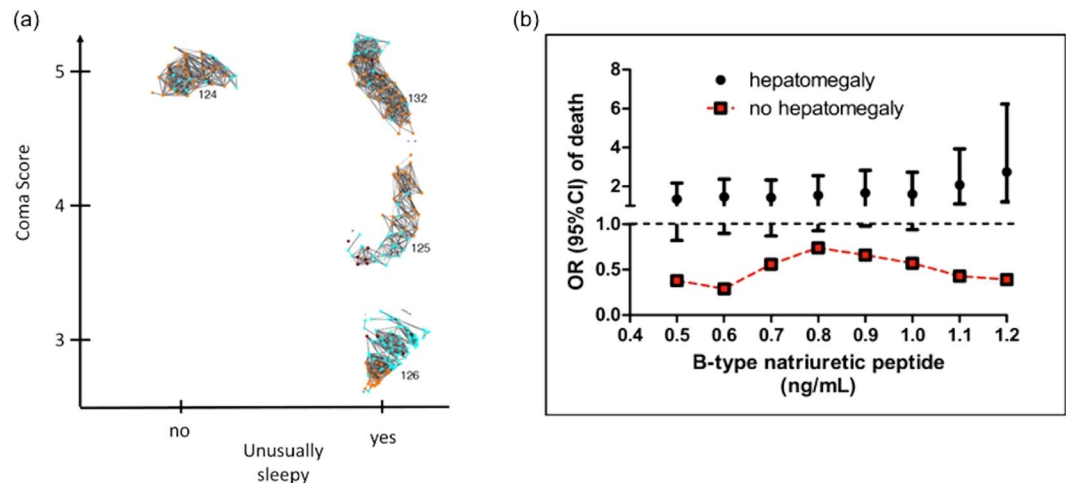 (a)
Coma Score
5
4
3
124
132
125
126
no
yes
Unusually
sleepy
(b)
OR (95%CI) of death
8
6
4
2
1.0
0.5
0.0
hepatomegaly
no hepatomegaly
0.4 0.5 0.6 0.7 0.8 0.9 1.0 1.1 1.2
B-type natriuretic peptide
(ng/mL)